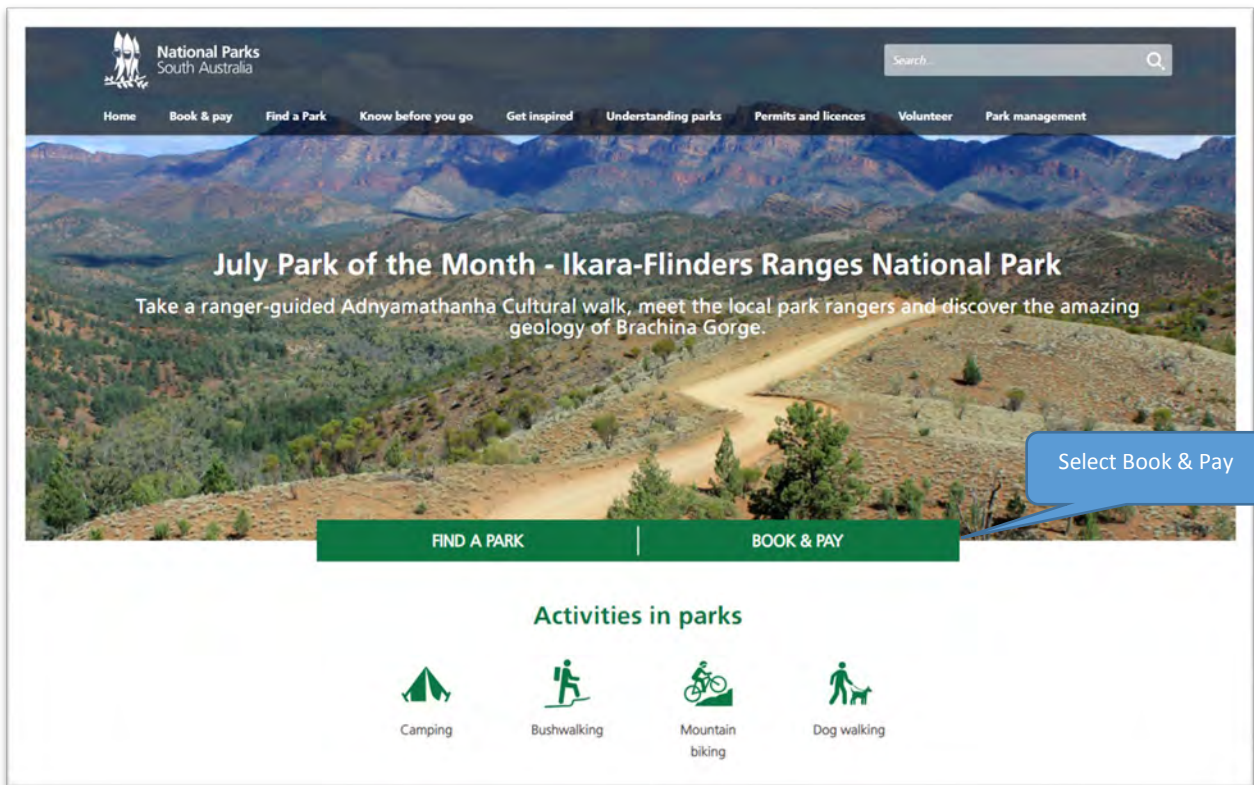 National Parks
South Australia
Search...
Home Book & pay Find a Park Know before you go Get inspired Understanding parks Permits and licences Volunteer Park management
July Park of the Month - Ikara-Flinders Ranges National Park
Take a ranger-guided Adnyamathanha Cultural walk, meet the local park rangers and discover the amazing
geology of Brachina Gorge.
Select Book & Pay
FIND A PARK BOOK & PAY
Activities in parks
Camping Bushwalking Mountain Dog walking
biking